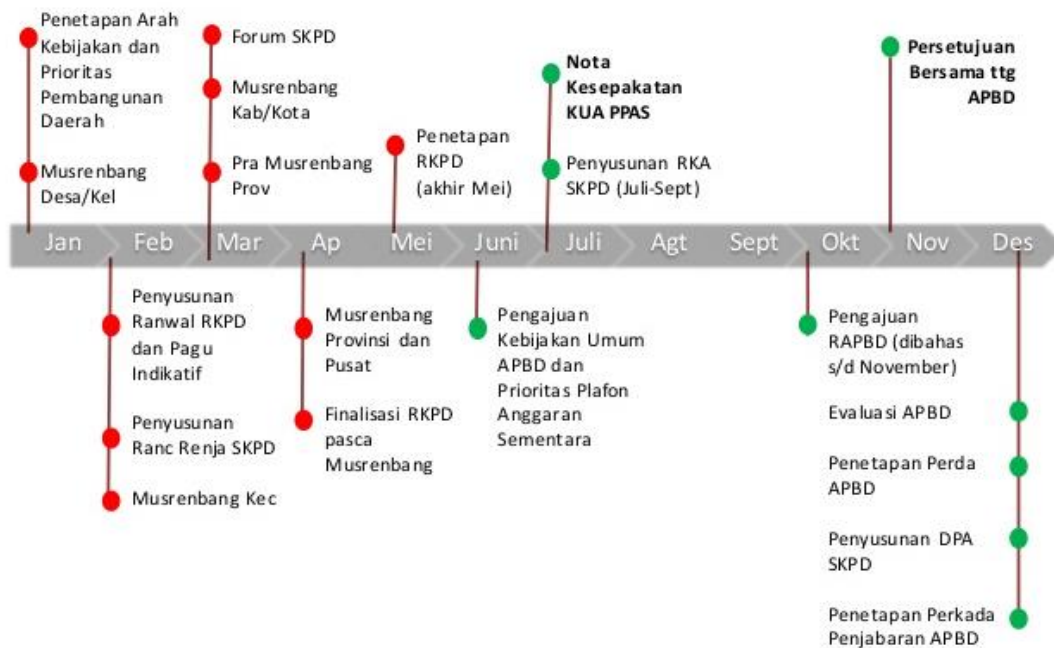 Penetapan Arah
Kebijakan dan
Prioritas
Pembangunan
Daerah
Musrenbang
Desa/Kel
Forum SKPD
Musrenbang
Kab/Kota
Pra Musrenbang
Prov
Penetapan
RKPD
(akhir Mei)
Nota
Kesepakatan
KUA PPAS
Penyusunan RKA
SKPD (Juli-Sept)
Persetujuan
Bersama ttg
APBD
Jan Feb Mar Ap Mei Juni Juli Agt Sept Okt Nov Des
Penyusunan
Ranwal RKPD
dan Pagu
Indikatif
Penyusunan
Ranc Renja SKPD
Musrenbang Kec
Musrenbang
Provinsi dan
Pusat
Finalisasi RKPD
pasca
Musrenbang
Pengajuan
Kebijakan Umum
APBD dan
Prioritas Plafon
Anggaran
Sementara
Pengajuan
RAPBD (dibahas
s/d November)
Evaluasi APBD
Penetapan Perda
APBD
Penyusunan DPA
SKPD
Penetapan Perkada
Penjabaran APBD